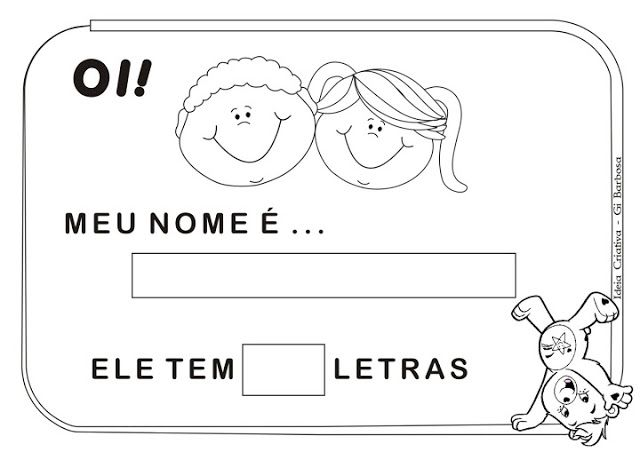 OI!
MEU NOME É ...
ELE TEM LETRAS
Ideia Criativa - Gi Barbosa